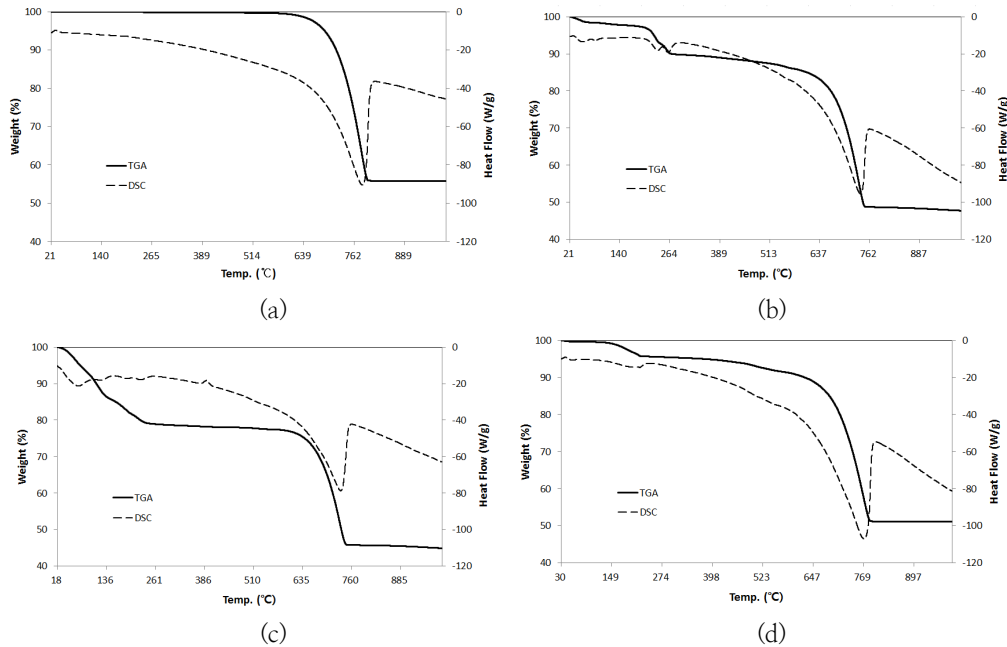 100
90
80
70
60
50
40
Weight (%)
0
-20
-40
-60
-80
-100
-120
Heat Flow (W/g)
TGA
DSC
21 140 265 389 514 639 762 889
Temp. (℃)
(a)
100
90
80
70
60
50
40
Weight (%)
0
-20
-40
-60
-80
-100
-120
Heat Flow (W/g)
TGA
DSC
21 140 264 389 513 637 762 887
Temp. (℃)
(b)
100
90
80
70
60
50
40
Weight (%)
0
-20
-40
-60
-80
-100
-120
Heat Flow (W/g)
TGA
DSC
18 136 261 386 510 635 760 885
Temp. (℃)
(c)
100
90
80
70
60
50
40
Weight (%)
0
-20
-40
-60
-80
-100
-120
Heat Flow (W/g)
TGA
DSC
30 149 274 398 523 647 769 897
Temp. (℃)
(d)